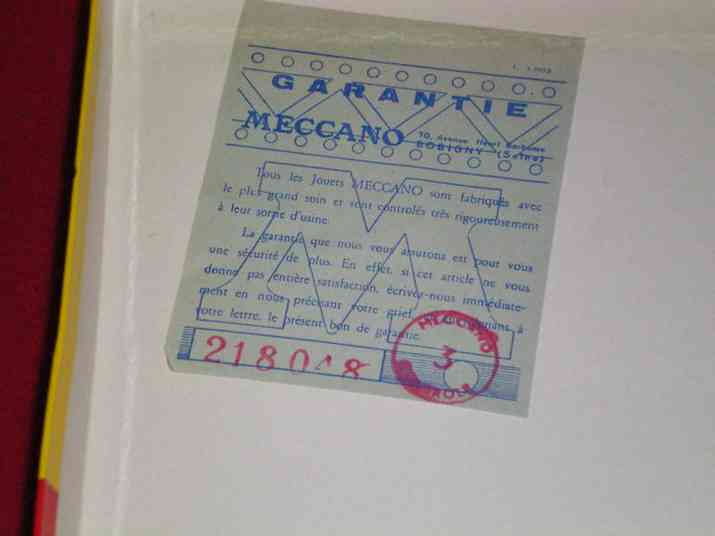 GARANTIE
MECCANO
70, Avenue Henri Barbusse
BOBIGNY (Seine)
Tous les Jouets MECCANO sont fabriqués avec
le plus grand soin et sont contrôlés très rigoureusement
à leur sortie d'usine.
La garantie que nous vous assurons est pour vous
une sécurité de plus. En effet, si cet article ne vous
donne pas entière satisfaction, écrivez-nous immédiate-
ment en nous précisant votre grief, et en joignant à
votre lettre, le présent bon de garantie.
218048
MECCANO
3